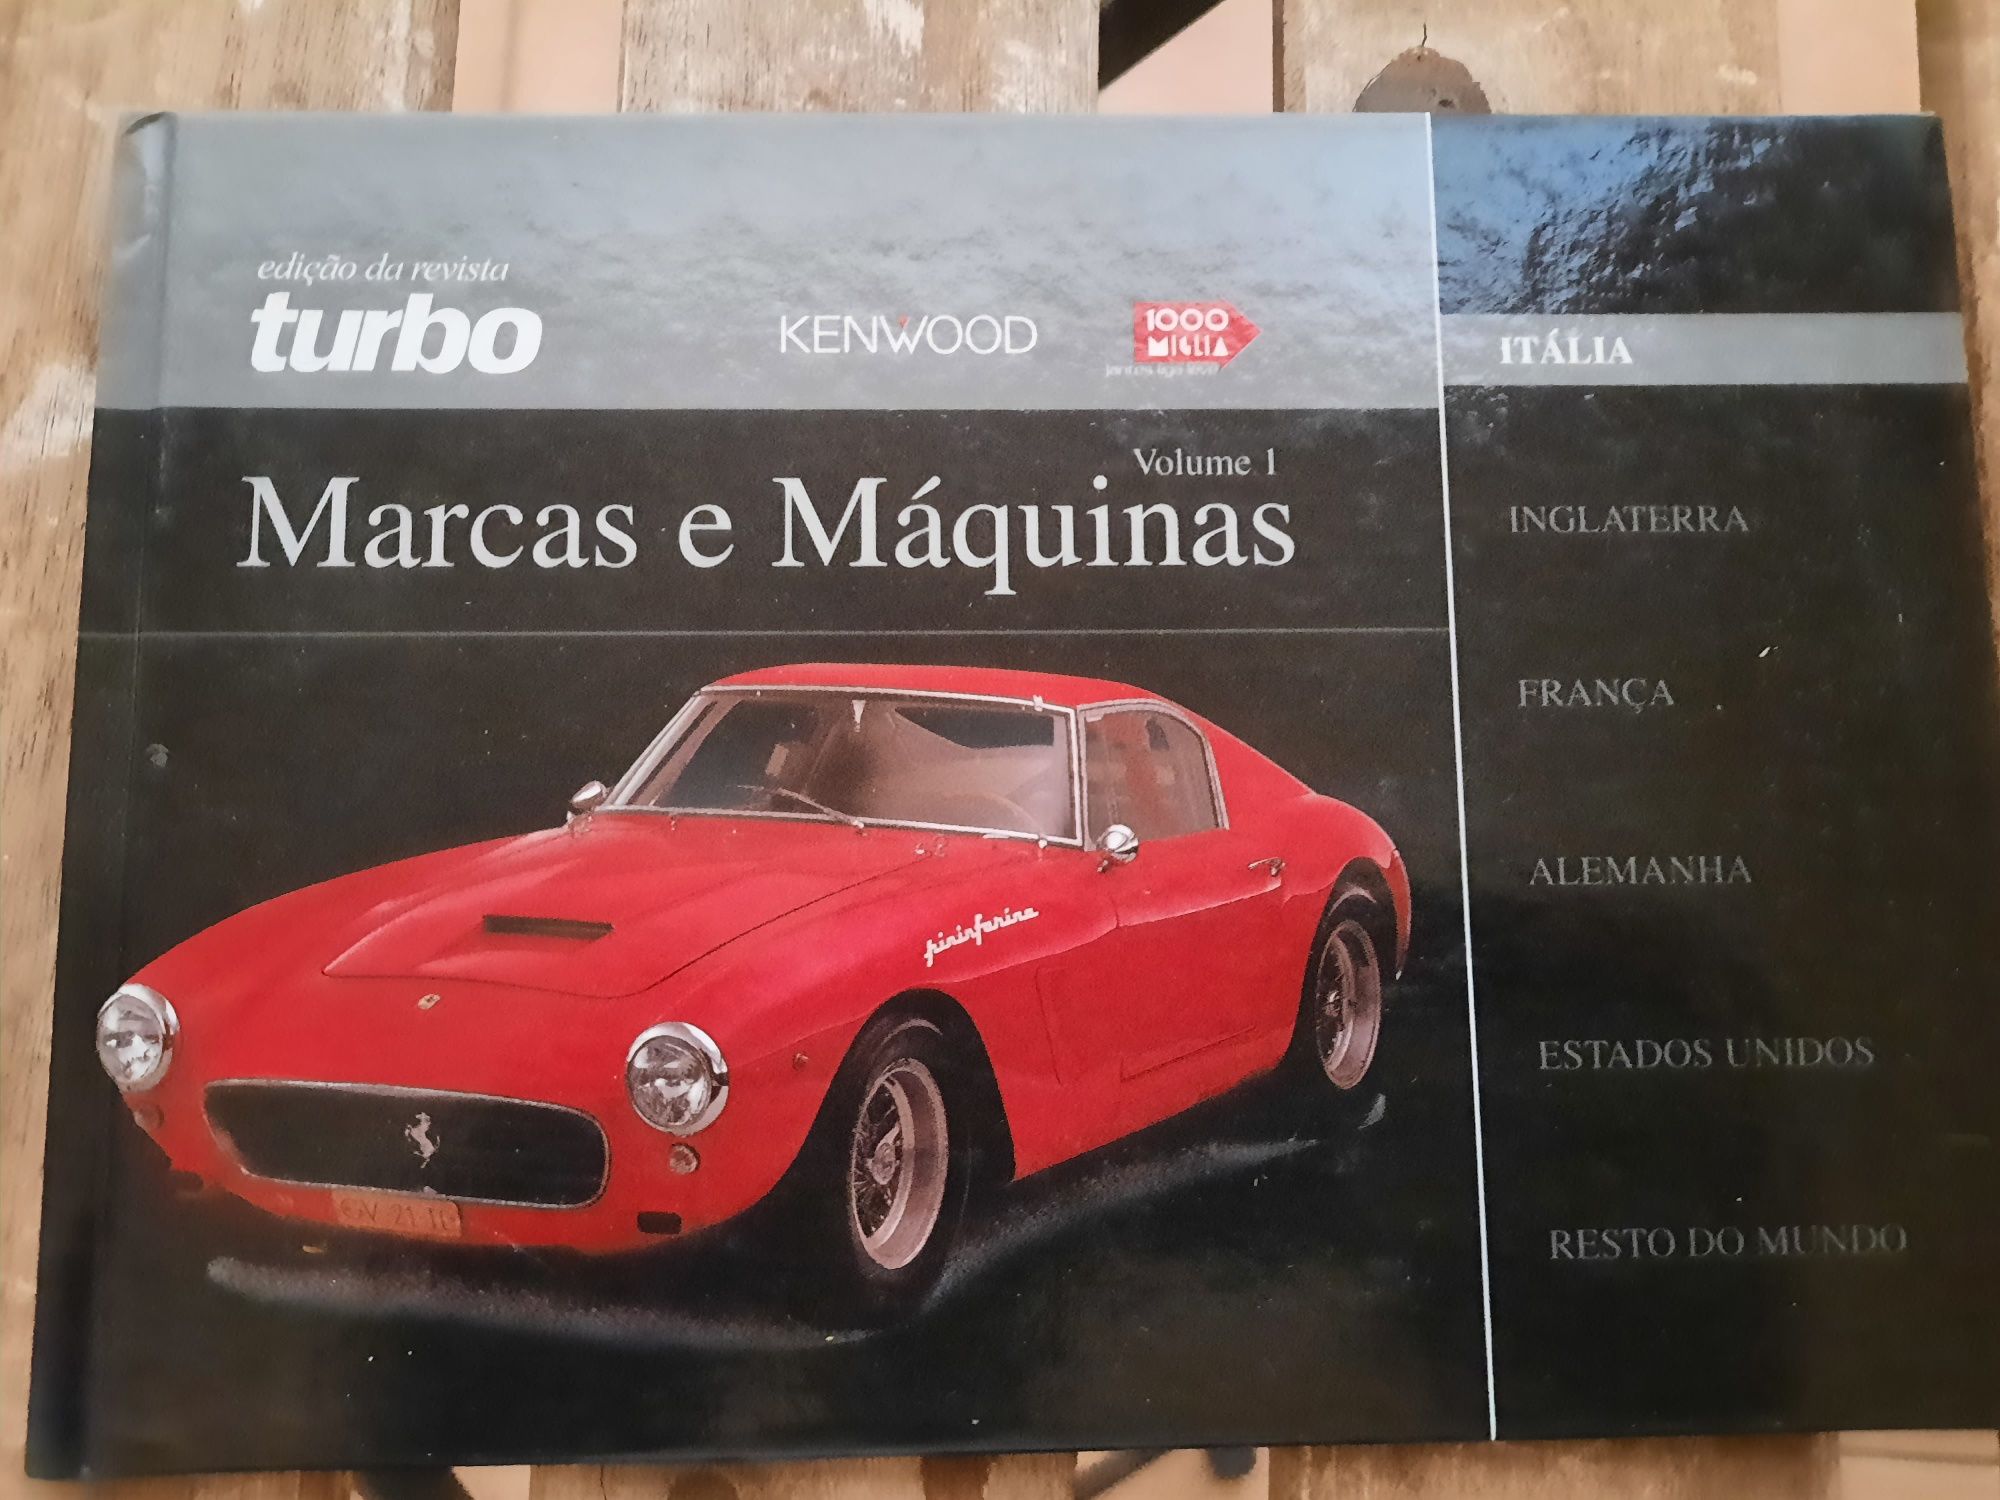 edição da revista
turbo
KENWOOD
1000
MIGLIA
Volume 1
Marcas e Máquinas
pininfarina
ITÁLIA
INGLATERRA
FRANÇA
ALEMANHA
ESTADOS UNIDOS
RESTO DO MUNDO